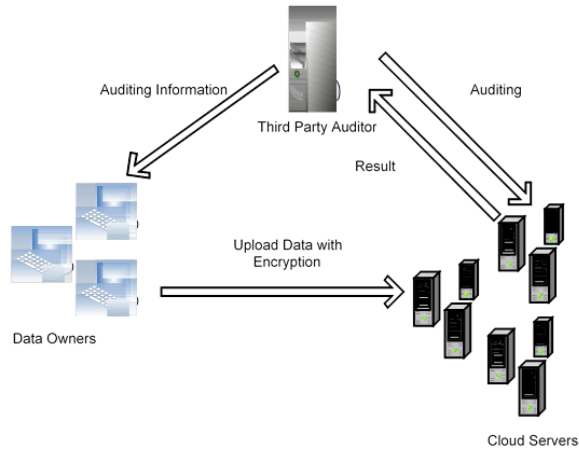 Auditing Information
Auditing
Third Party Auditor
Result
Upload Data with
Encryption
Data Owners
Cloud Servers